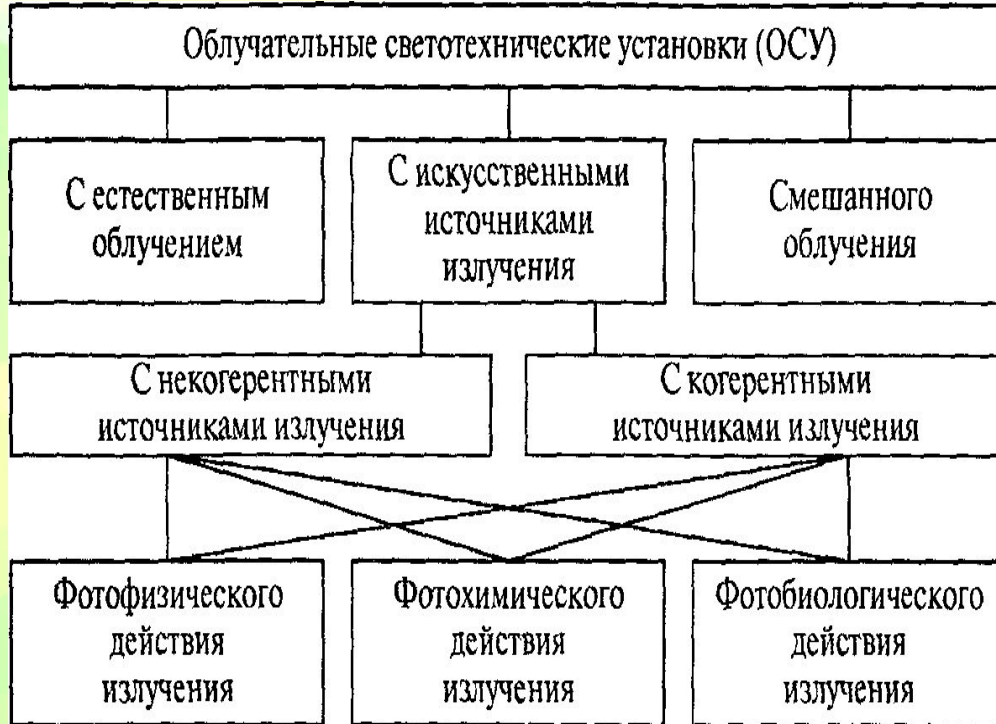 Облучательные светотехнические установки (ОСУ)
С естественным
облучением
С искусственными
источниками
излучения
Смешанного
облучения
С некогерентными
источниками излучения
С когерентными
источниками излучения
Фотофизического
действия
излучения
Фотохимического
действия
излучения
Фотобиологического
действия
излучения